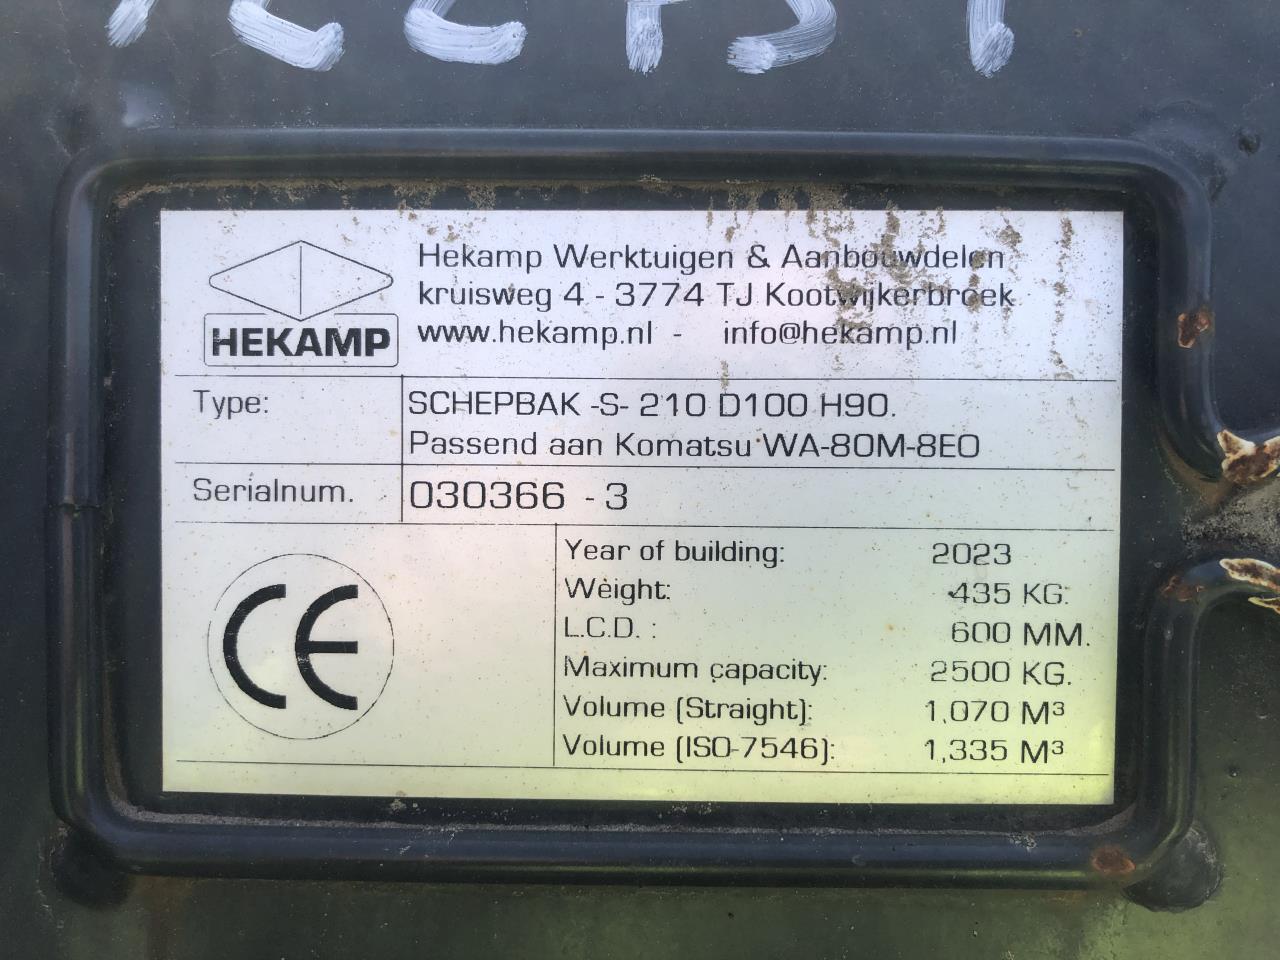 Hekamp Werktuigen & Aanbouwdelen
kruisweg 4 - 3774 TJ Kootwijkerbroek
www.hekamp.nl - info@hekamp.nl
HEKAMP
Type: SCHEPBAK -S- 210 D100 H90.
Passend aan Komatsu WA-80M-8E0
Serialnum. 030366 - 3
CE
Year of building: 2023
Weight: 435 KG.
L.C.D. : 600 MM.
Maximum capacity: 2500 KG.
Volume (Straight): 1,070 M³
Volume (ISO-7546): 1,335 M³